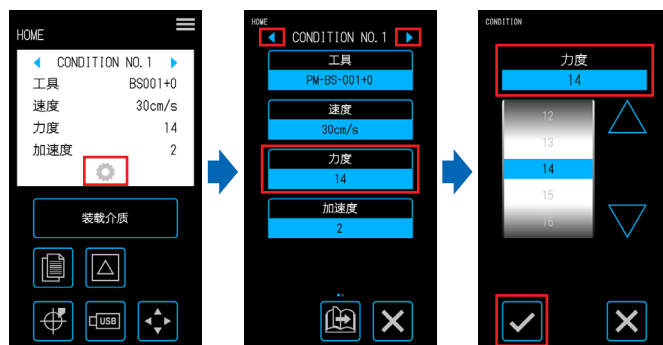 HOME
CONDITION NO. 1
工具 BS001+0
速度 30cm/s
力度 14
加速度 2
装载介质
USB
HOME
CONDITION NO. 1
工具
PM-BS-001+0
速度
30cm/s
力度
14
加速度
2
CONDITION
力度
14
12
13
14
15
16